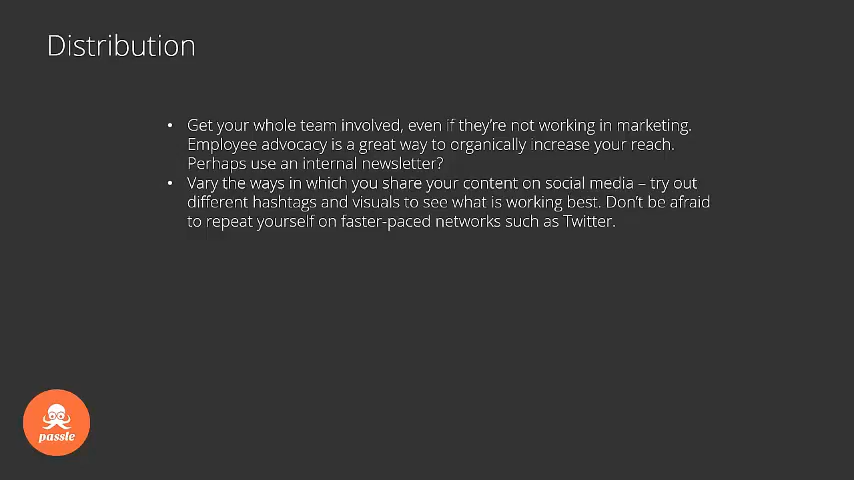 Distribution
• Get your whole team involved, even if they're not working in marketing.
Employee advocacy is a great way to organically increase your reach.
Perhaps use an internal newsletter?
• Vary the ways in which you share your content on social media – try out
different hashtags and visuals to see what is working best. Don't be afraid
to repeat yourself on faster-paced networks such as Twitter.
passle